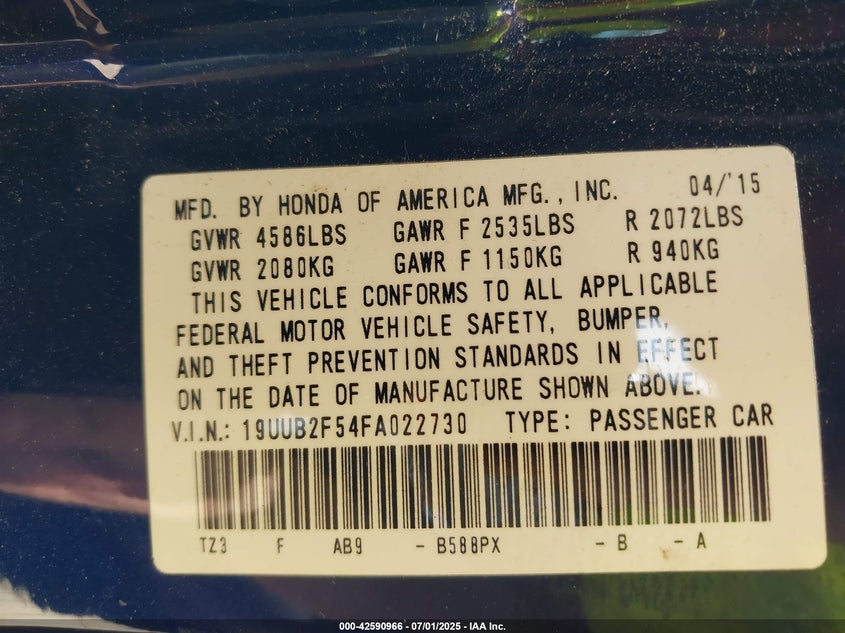 MFD. BY HONDA OF AMERICA MFG., INC. 04/'15
GVWR 4586LBS GAWR F 2535LBS R 2072LBS
GVWR 2080KG GAWR F 1150KG R 940KG
THIS VEHICLE CONFORMS TO ALL APPLICABLE
FEDERAL MOTOR VEHICLE SAFETY, BUMPER,
AND THEFT PREVENTION STANDARDS IN EFFECT
ON THE DATE OF MANUFACTURE SHOWN ABOVE.
V.I.N.: 19UUB2F54FA022730 TYPE: PASSENGER CAR
TZ3 F AB9 - B588PX - B - A
000-42590966 - 07/01/2025 - IAA Inc.